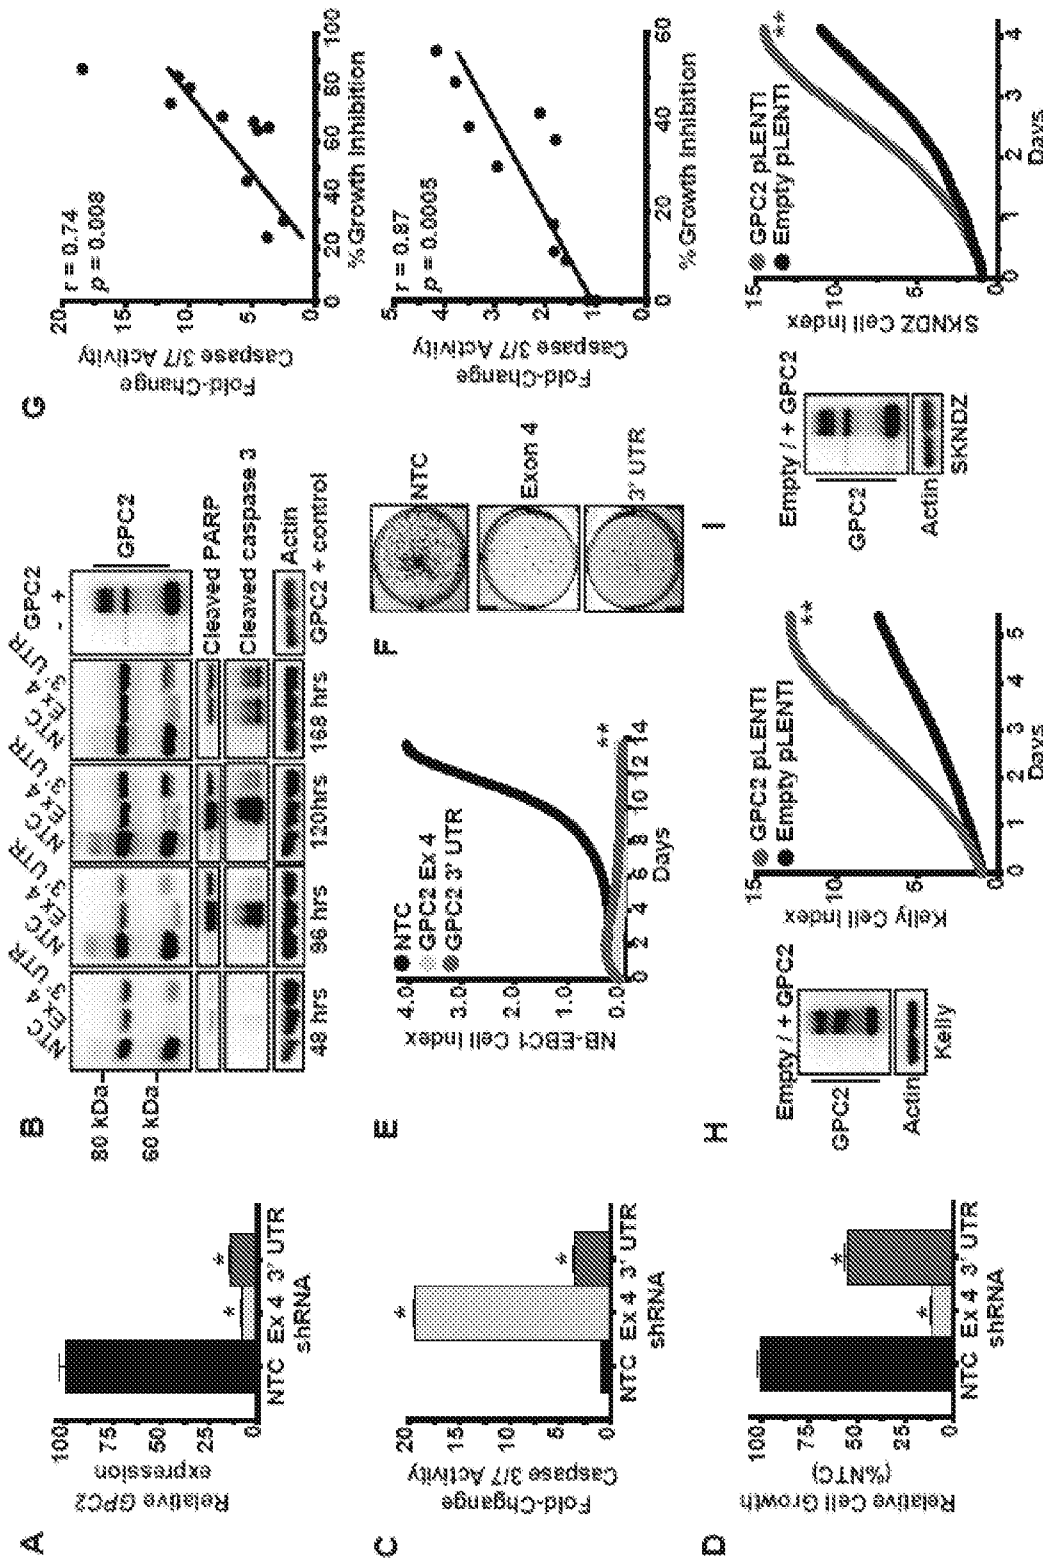 A
Relative GPC2
expression
100
75
50
25
0
NTC Ex 4 3' UTR
shRNA
*
*
B
80 kDa
60 kDa
NTC
Ex 4
3' UTR
NTC
Ex 4
3' UTR
NTC
Ex 4
3' UTR
NTC
Ex 4
3' UTR
- +
GPC2
GPC2
Cleaved PARP
Cleaved caspase 3
Actin
48 hrs
96 hrs
120hrs
168 hrs
GPC2 + control
C
Fold-Chgange
Caspase 3/7 Activity
20
15
10
5
0
NTC Ex 4 3' UTR
shRNA
*
*
D
Relative Cell Growth
(%NTC)
100
75
50
25
0
NTC Ex 4 3' UTR
shRNA
*
*
E
NB-EBC1 Cell Index
4.0
3.0
2.0
1.0
0.0
NTC
GPC2 Ex 4
GPC2 3' UTR
0 2 4 6 8 10 12 14
Days
**
F
NTC
Exon 4
3' UTR
G
Fold-Change
Caspase 3/7 Activity
20
15
10
5
0
r = 0.74
p = 0.008
0 20 40 60 80 100
% Growth Inhibition
Fold-Change
Caspase 3/7 Activity
5
4
3
2
1
0
r = 0.87
p = 0.0005
0 20 40 60
% Growth Inhibition
H
Empty / + GPC2
GPC2
Actin
Kelly
Kelly Cell Index
15
10
5
0
GPC2 pLENTI
Empty pLENTI
0 1 2 3 4 5
Days
**
I
Empty / + GPC2
GPC2
Actin
SKNDZ
SKNDZ Cell Index
15
10
5
0
GPC2 pLENTI
Empty pLENTI
0 1 2 3 4
Days
**